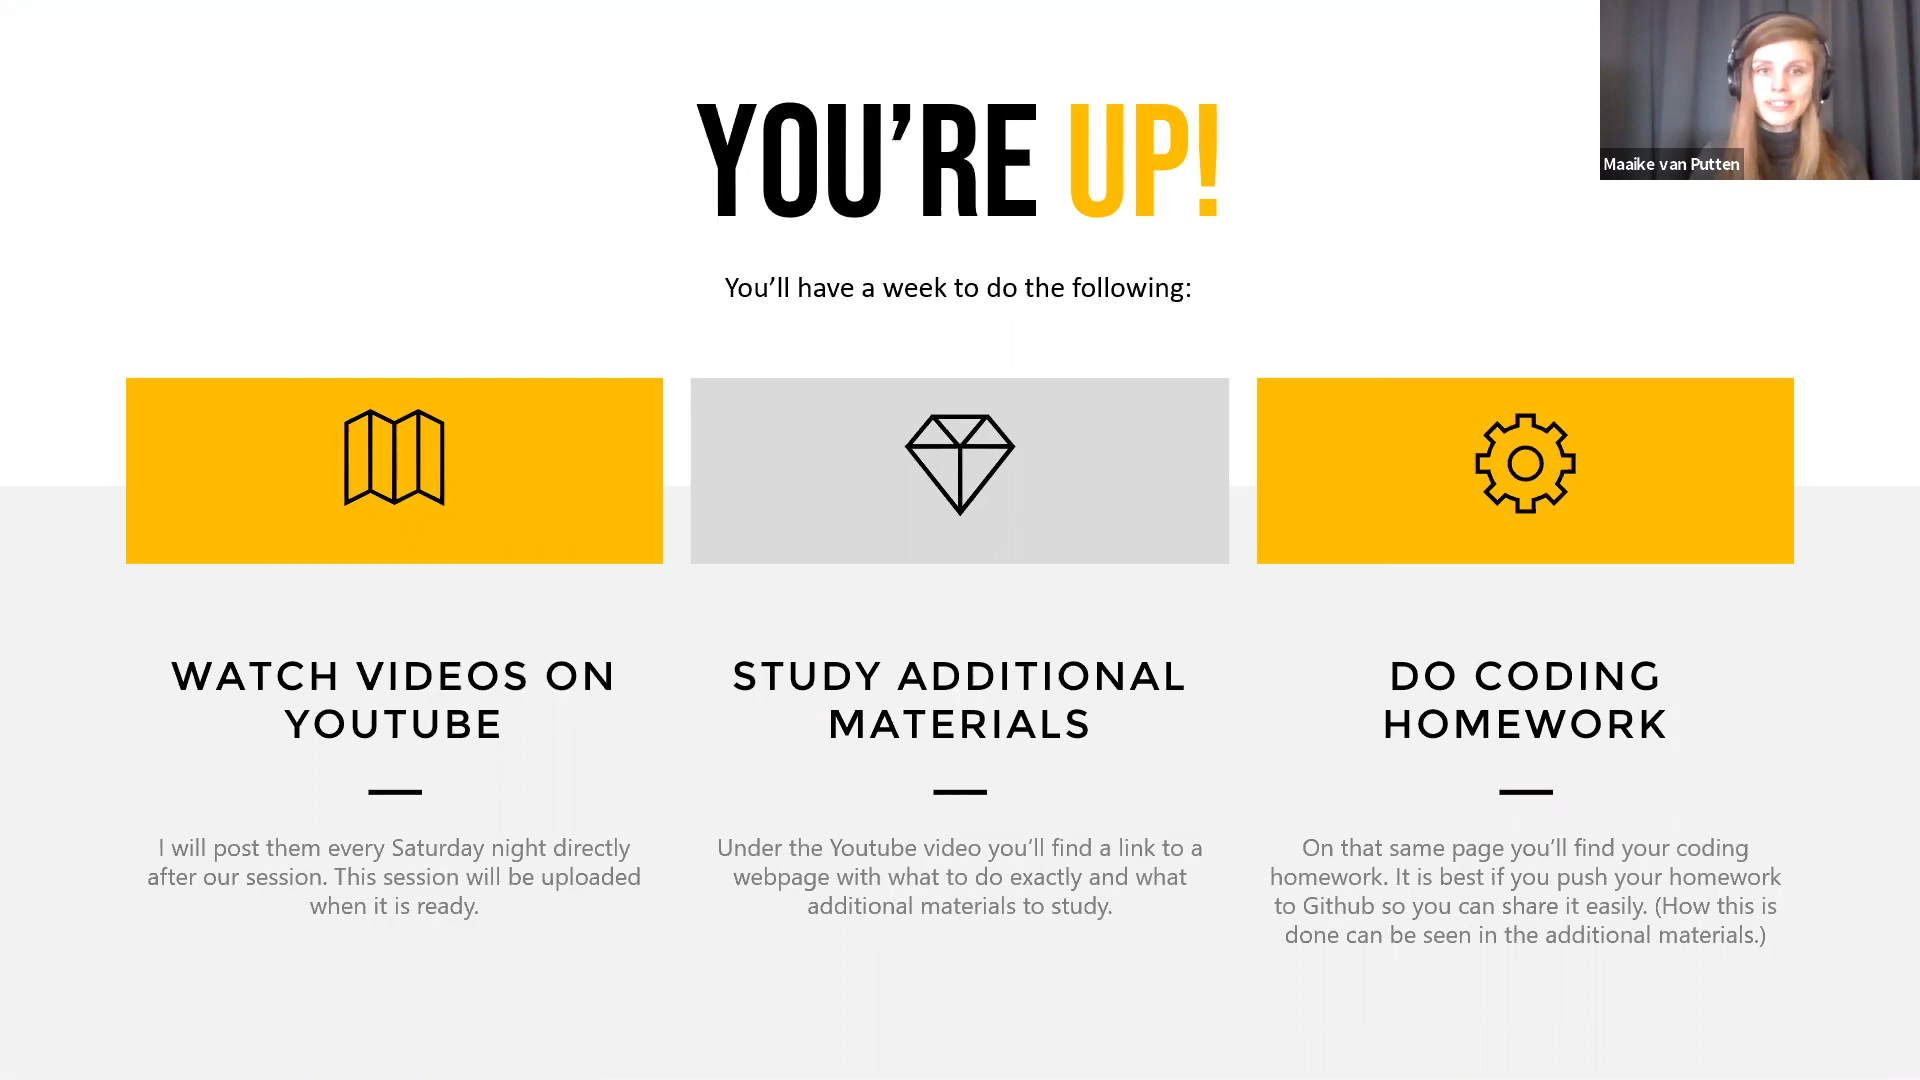 YOU’RE UP!
Maaike van Putten
You’ll have a week to do the following:
WATCH VIDEOS ON
YOUTUBE
I will post them every Saturday night directly
after our session. This session will be uploaded
when it is ready.
STUDY ADDITIONAL
MATERIALS
Under the Youtube video you’ll find a link to a
webpage with what to do exactly and what
additional materials to study.
DO CODING
HOMEWORK
On that same page you’ll find your coding
homework. It is best if you push your homework
to Github so you can share it easily. (How this is
done can be seen in the additional materials.)